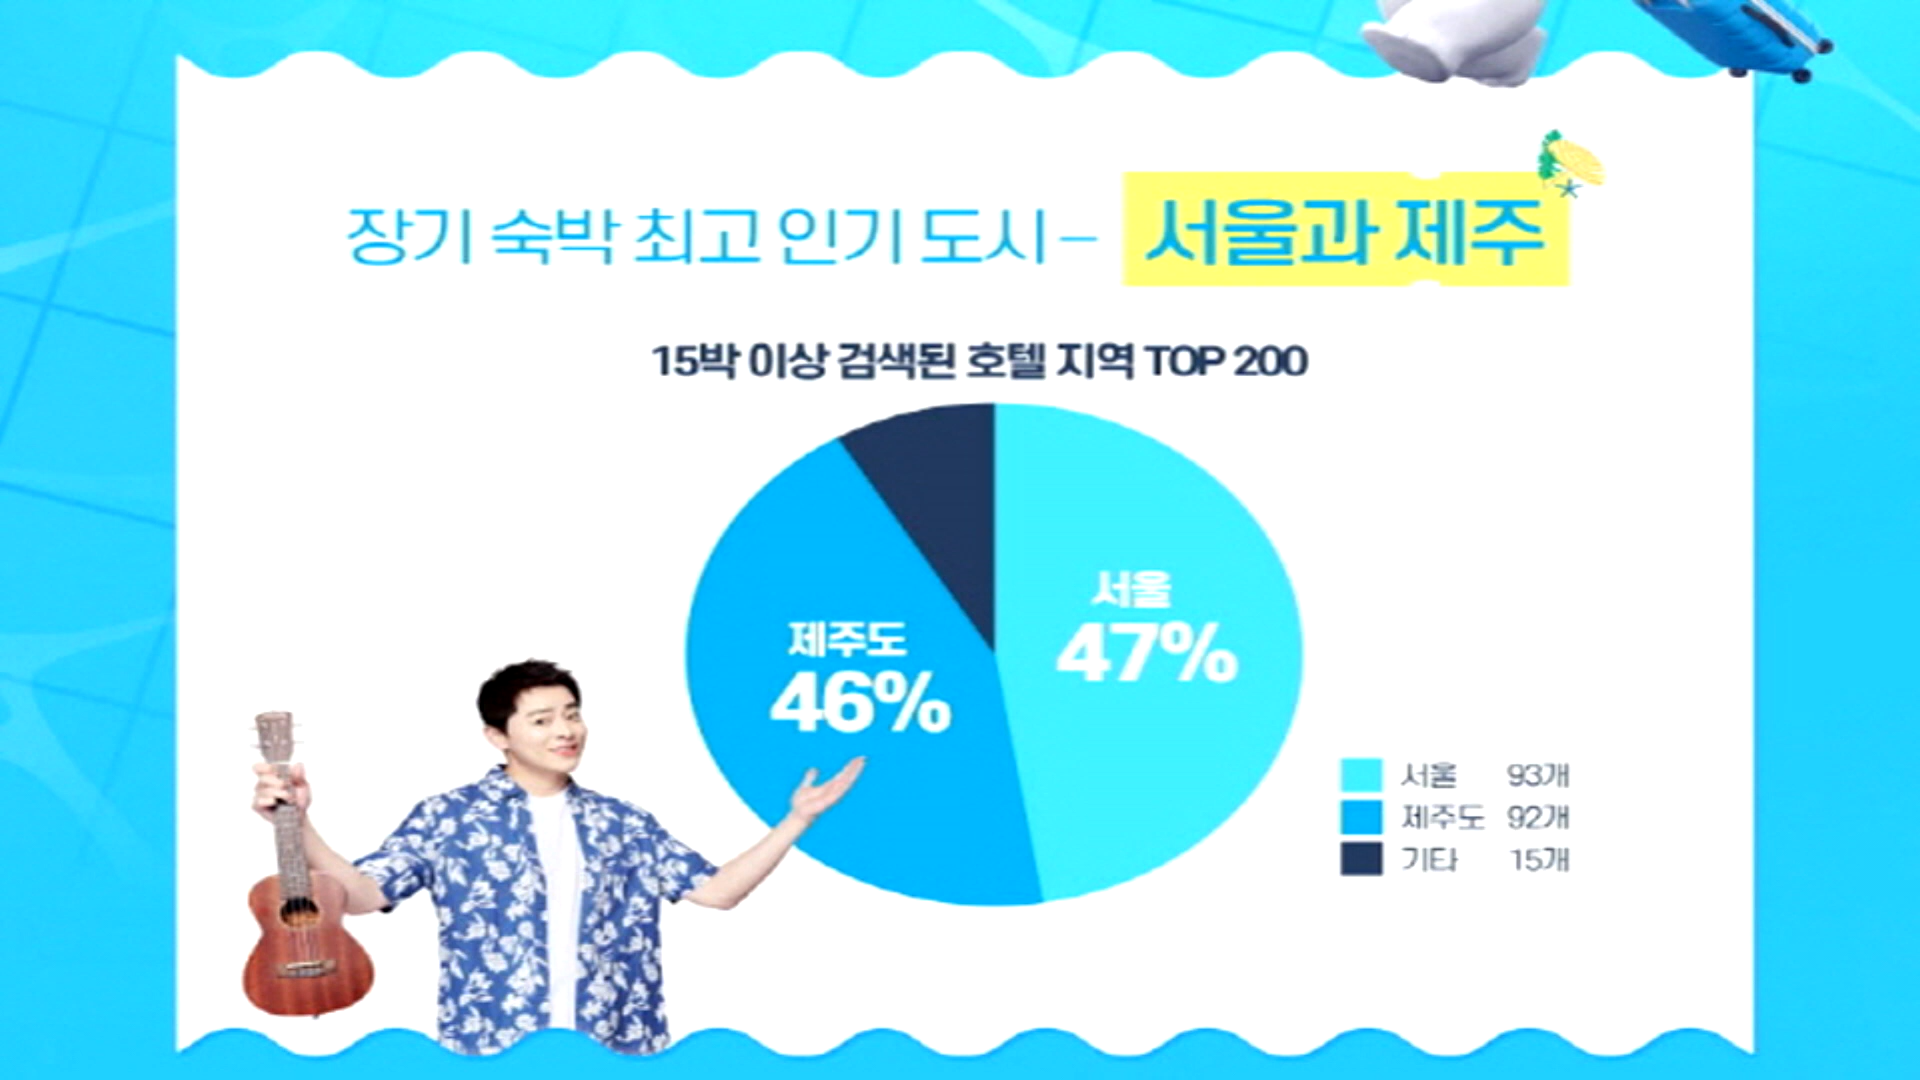 장기 숙박 최고 인기 도시 – 서울과 제주
15박 이상 검색된 호텔 지역 TOP 200
서울
47%
제주도
46%
서울 93개
제주도 92개
기타 15개